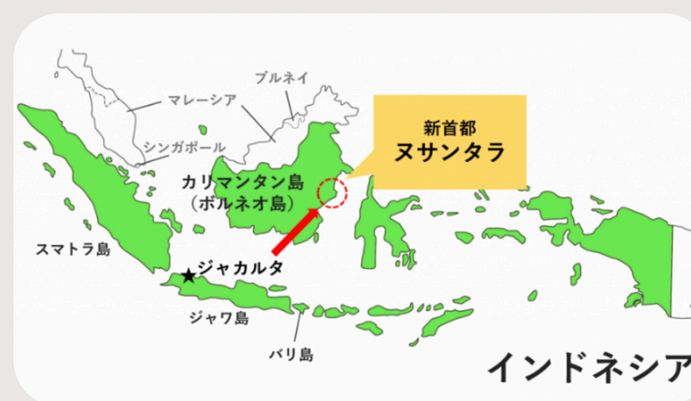 ブルネイ
マレーシア
シンガポール
新首都
ヌサンタラ
カリマンタン島
（ボルネオ島）
スマトラ島
★ジャカルタ
ジャワ島
バリ島
インドネシア